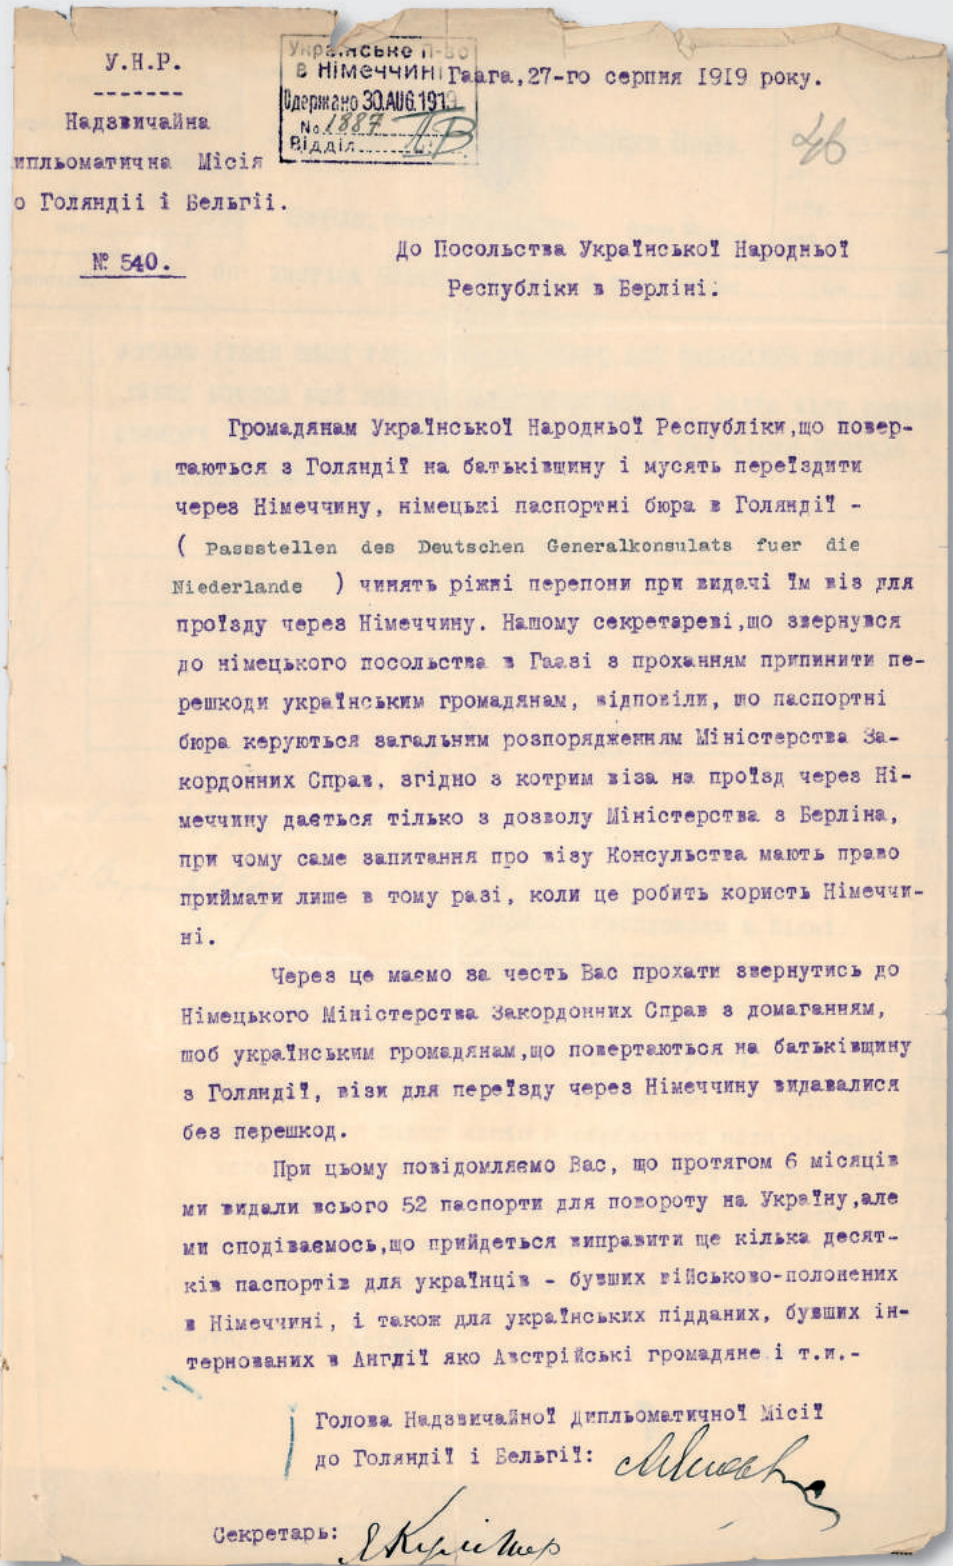 У.Н.Р.
-------
Надзвичайна
ипльоматична Місія
о Голяндіі і Бельгіі.
№ 540.
Українське П-во
в Німеччині
Одержано 30.AUG.1919
No 1887 II B
Відділ
Гаага,27-го серпня 1919 року.
46
До Посольства Української Народньої
Республіки в Берліні.
Громадянам Української Народньої Республіки,що повер-
таються з Голяндії на батьківщину і мусять переїздити
через Німеччину, німецькі паспортні бюра в Голяндії -
( Passstellen des Deutschen Generalkonsulats fuer die
Niederlande ) чинять ріжні перепони при видачі їм віз для
проїзду через Німеччину. Нашому секретареві,що звернувся
до німецького посольства в Гаазі з проханням припинити пе-
решкоди українським громадянам, відповіли, що паспортні
бюра керуються загальним розпорядженням Міністерства За-
кордонних Справ, згідно з котрим віза на проїзд через Ні-
меччину дається тілько з дозволу Міністерства з Берліна,
при чому саме запитання про візу Консульства мають право
приймати лише в тому разі, коли це робить користь Німеччи-
ні.
Через це маємо за честь Вас прохати звернутись до
Німецького Міністерства Закордонних Справ з домаганням,
щоб українським громадянам,що повертаються на батьківщину
з Голяндії, візи для переїзду через Німеччину видавалися
без перешкод.
При цьому повідомляємо Вас, що протягом 6 місяців
ми видали всього 52 паспорти для повороту на Україну,але
ми сподіваємось,що прийдеться виправити ще кілька десят-
ків паспортів для українців - бувших військово-полонених
в Німеччині, і також для українських підданих, бувших ін-
тернованих в Англії яко Австрійські громадяне і т.и.-
Голова Надзвичайної Дипльоматичної Місії
до Голяндії і Бельгії:
Секретарь: